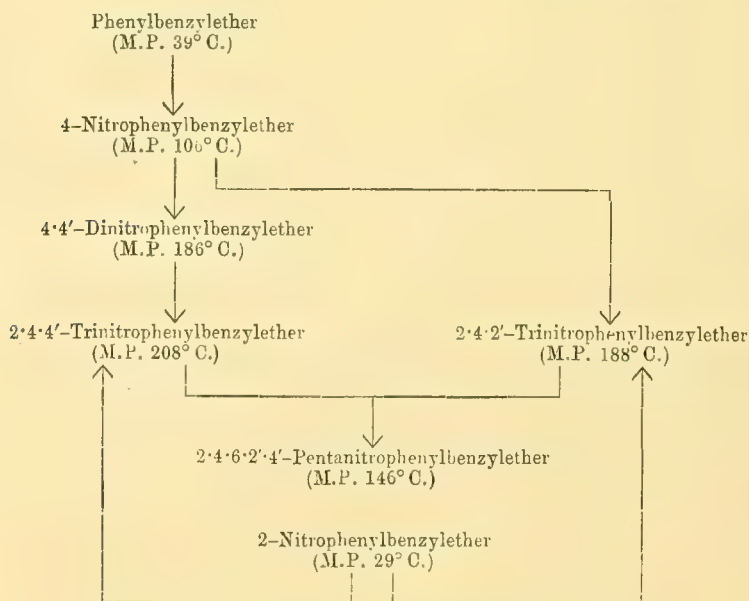 Phenylbenzylether
(M.P. 39° C.)
4-Nitrophenylbenzylether
(M.P. 106° C.)
4·4′-Dinitrophenylbenzylether
(M.P. 186° C.)
2·4·4′-Trinitrophenylbenzylether
(M.P. 208° C.)
2·4·2′-Trinitrophenylbenzylether
(M.P. 188° C.)
2·4·6·2′·4′-Pentanitrophenylbenzylether
(M.P. 146° C.)
2-Nitrophenylbenzylether
(M.P. 29° C.)